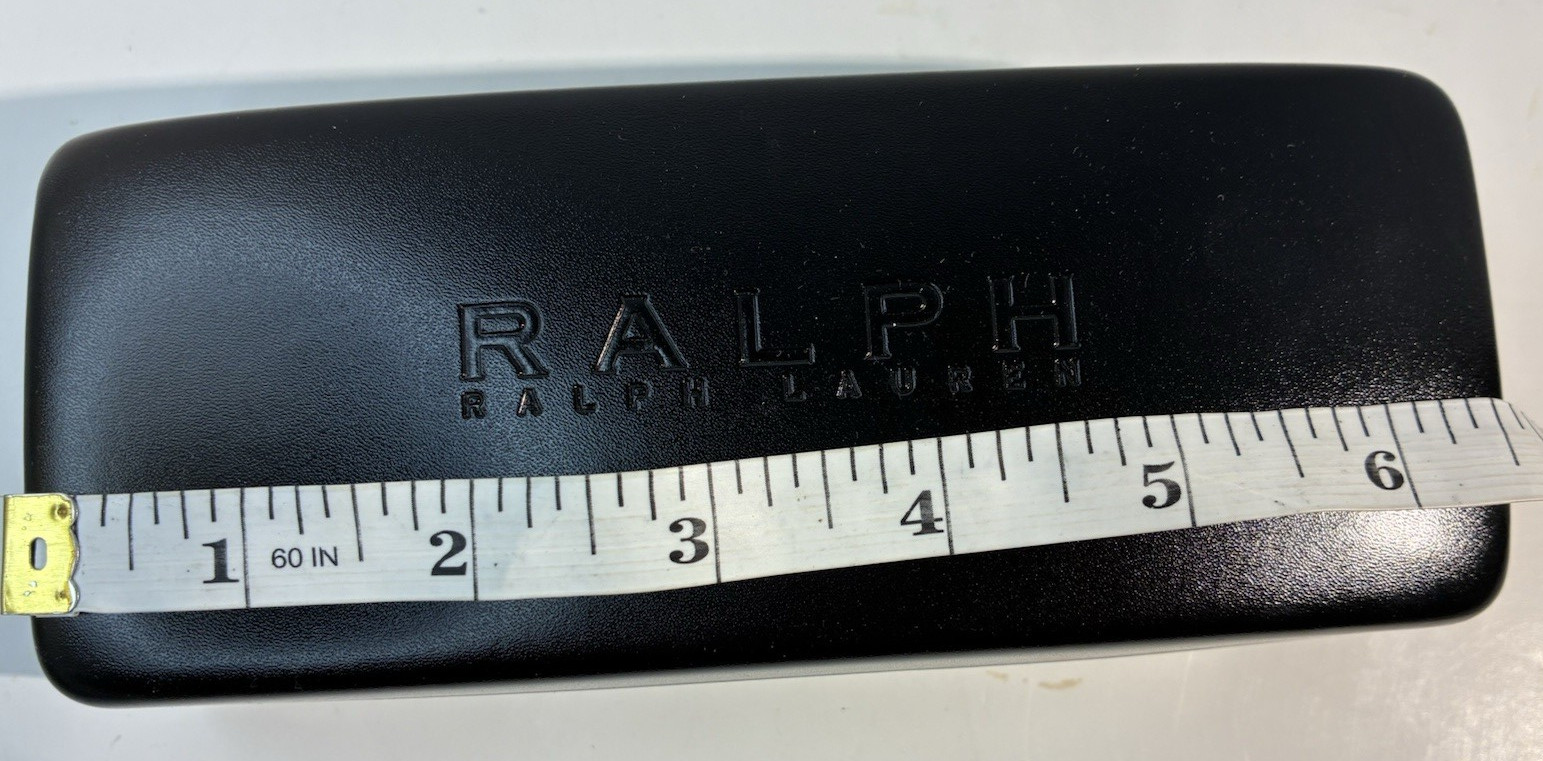 RALPH
RALPH LAUREN
1 60 IN 2 3 4 5 6